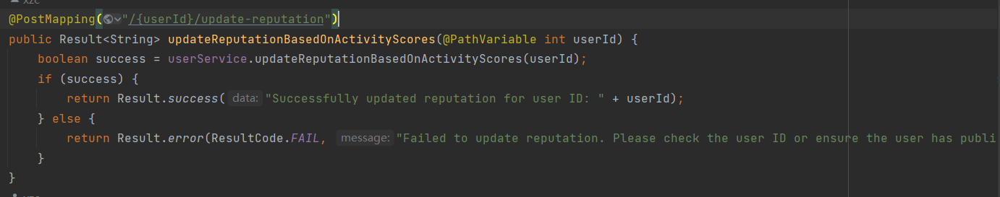 xzc
@PostMapping("/{userId}/update-reputation")
public Result<String> updateReputationBasedOnActivityScores(@PathVariable int userId) {
boolean success = userService.updateReputationBasedOnActivityScores(userId);
if (success) {
return Result.success( data: "Successfully updated reputation for user ID: " + userId);
} else {
return Result.error(ResultCode.FAIL, message: "Failed to update reputation. Please check the user ID or ensure the user has publi
}
}